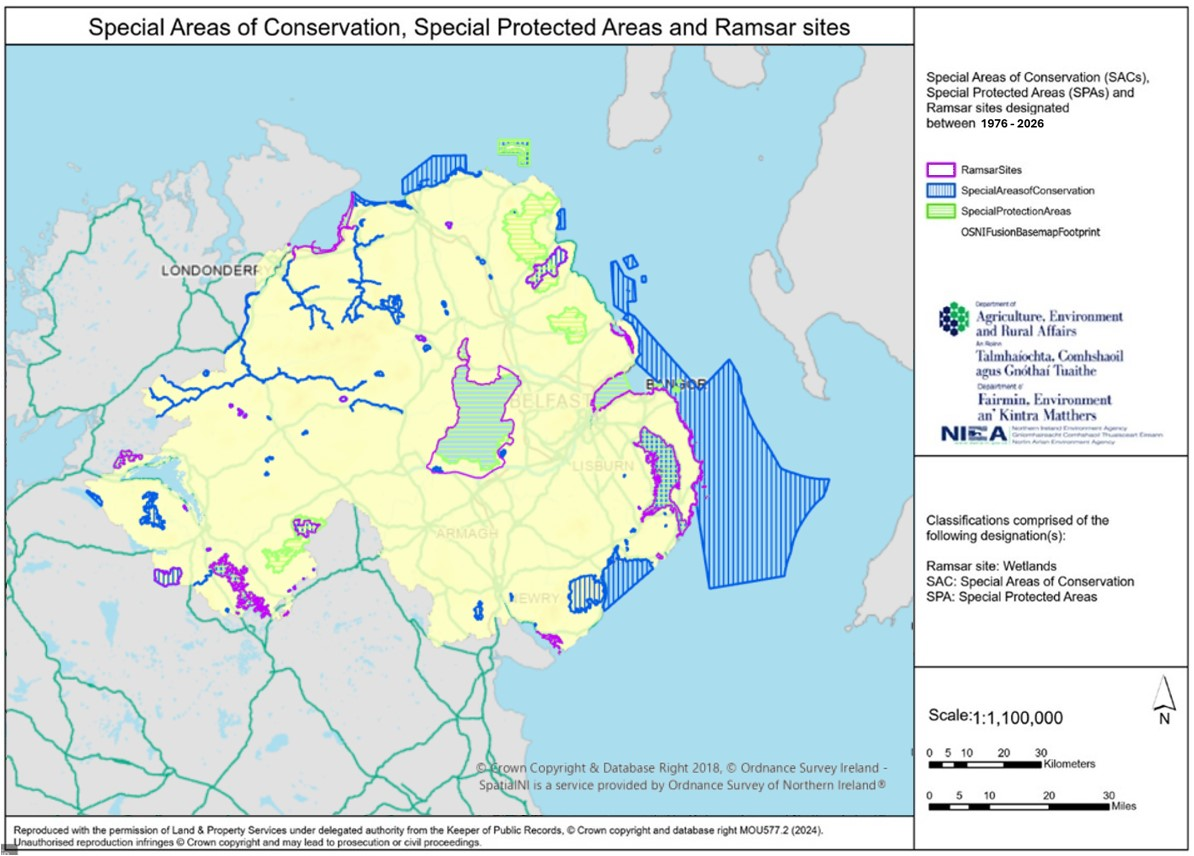 Special Areas of Conservation, Special Protected Areas and Ramsar sites
LONDONDERR
BANGOR
BELFAST
LISBURN
ARMAGH
NEWRY
© Crown Copyright & Database Right 2018, © Ordnance Survey Ireland -
SpatialNI is a service provided by Ordnance Survey of Northern Ireland®
Special Areas of Conservation (SACs),
Special Protected Areas (SPAs) and
Ramsar sites designated
between 1976 - 2026
RamsarSites
SpecialAreasofConservation
SpecialProtectionAreas
OSNIFusionBasemapFootprint
Department of
Agriculture, Environment
and Rural Affairs
An Roinn
Talmhaíochta, Comhshaoil
agus Gnóthaí Tuaithe
Depairtment o'
Fairmin, Environment
an' Kintra Matthers
NIEA
Northern Ireland Environment Agency
Classifications comprised of the
following designation(s):
Ramsar site: Wetlands
SAC: Special Areas of Conservation
SPA: Special Protected Areas
Scale:1:1,100,000
N
0 5 10 20 30
Kilometers
0 5 10 20 30
Miles
Reproduced with the permission of Land & Property Services under delegated authority from the Keeper of Public Records, © Crown copyright and database right MOU577.2 (2024).
Unauthorised reproduction infringes © Crown copyright and may lead to prosecution or civil proceedings.